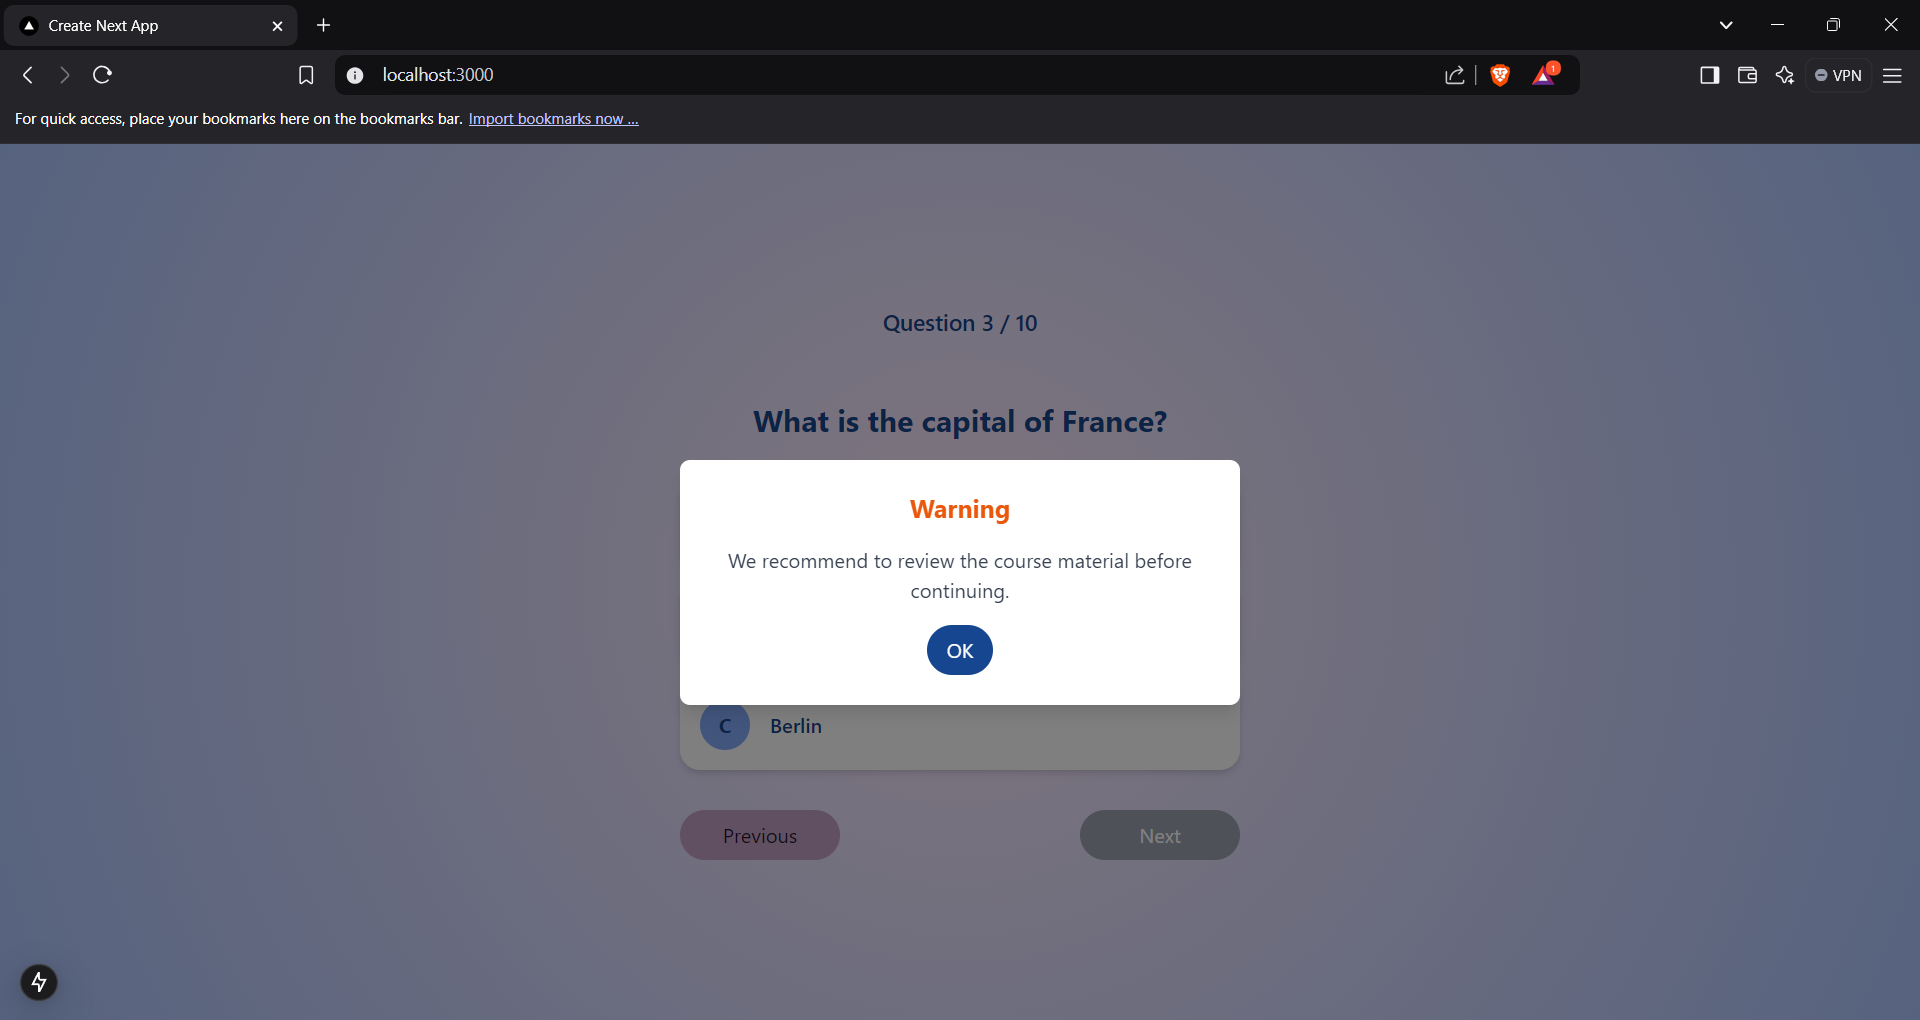 Create Next App
localhost:3000
1
VPN
For quick access, place your bookmarks here on the bookmarks bar. Import bookmarks now ...
Question 3 / 10
What is the capital of France?
Warning
We recommend to review the course material before
continuing.
OK
C Berlin
Previous Next